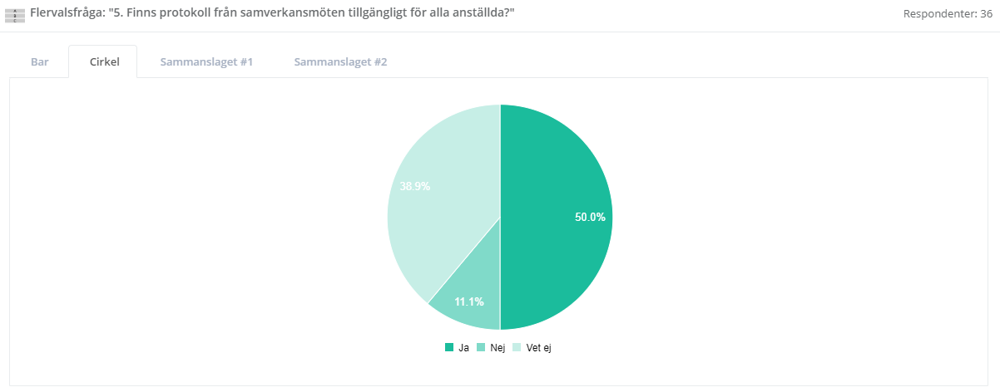 Flervalsfråga: "5. Finns protokoll från samverkansmöten tillgängligt för alla anställda?"
Respondenter: 36
Bar
Cirkel
Sammanslaget #1
Sammanslaget #2
38.9%
50.0%
11.1%
Ja
Nej
Vet ej